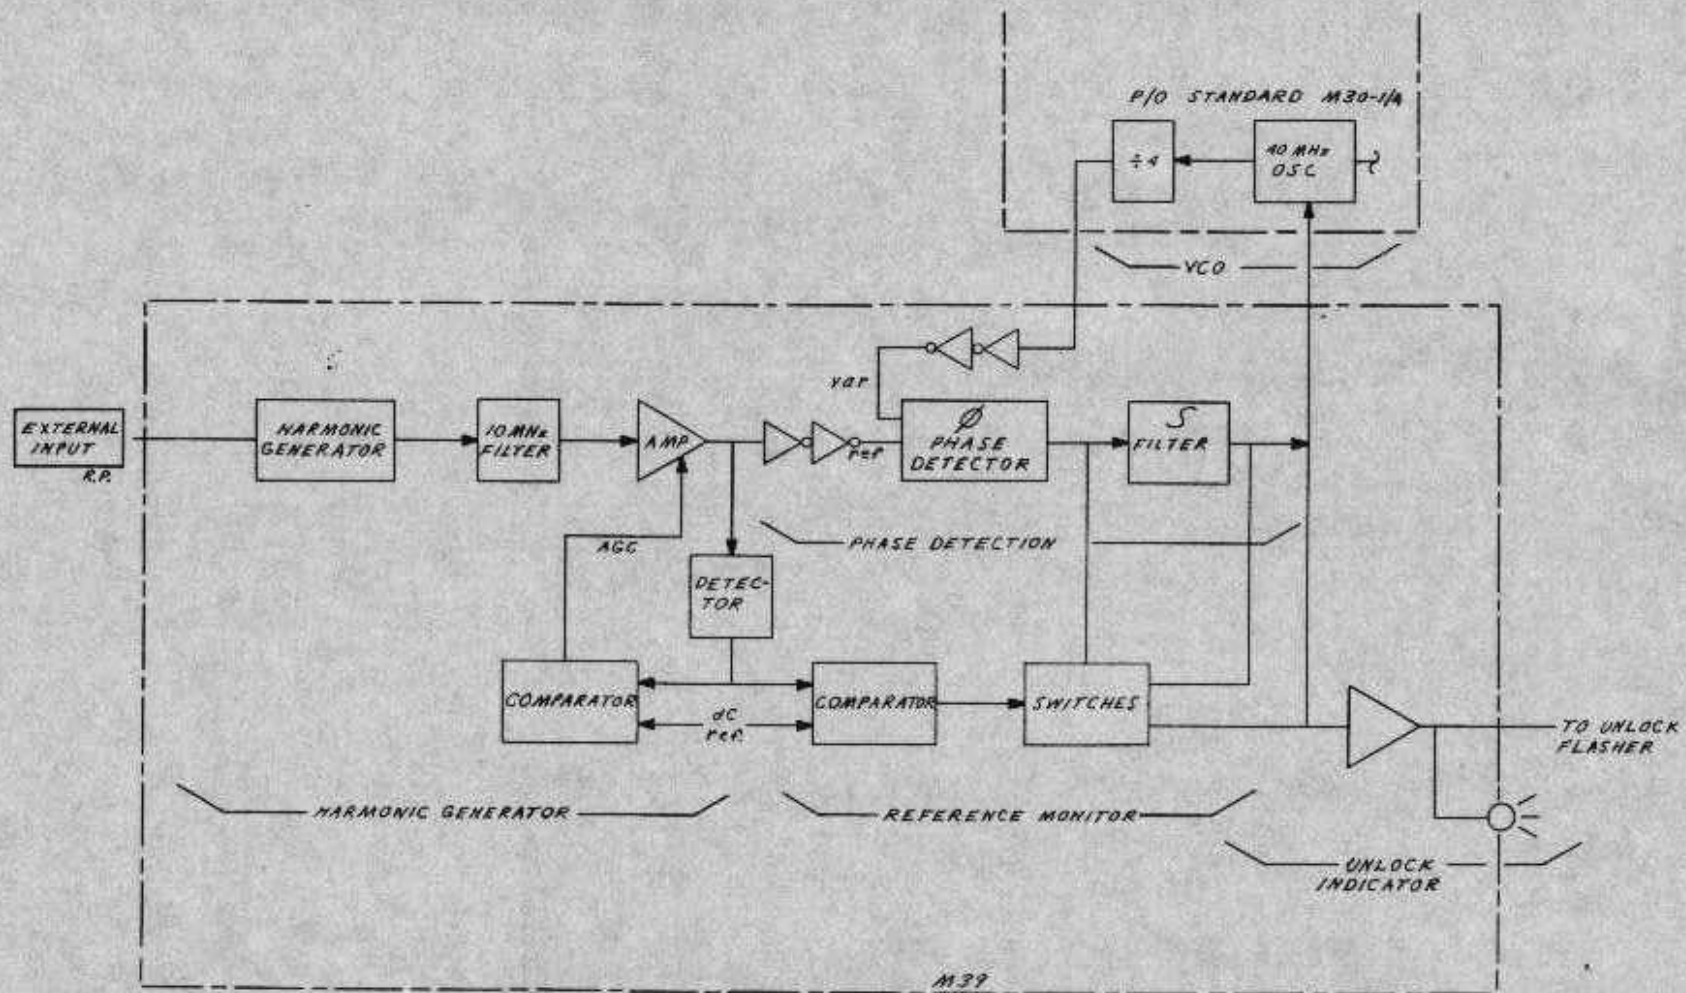 P/O STANDARD M30-1/A
÷4
40 MHz
OSC
VCO
var
EXTERNAL
INPUT
R.P.
HARMONIC
GENERATOR
10 MHz
FILTER
AMP
ref
Ø
PHASE
DETECTOR
S
FILTER
AGC
PHASE DETECTION
DETEC-
TOR
COMPARATOR
dC
ref.
COMPARATOR
SWITCHES
TO UNLOCK
FLASHER
HARMONIC GENERATOR
REFERENCE MONITOR
UNLOCK
INDICATOR
M39